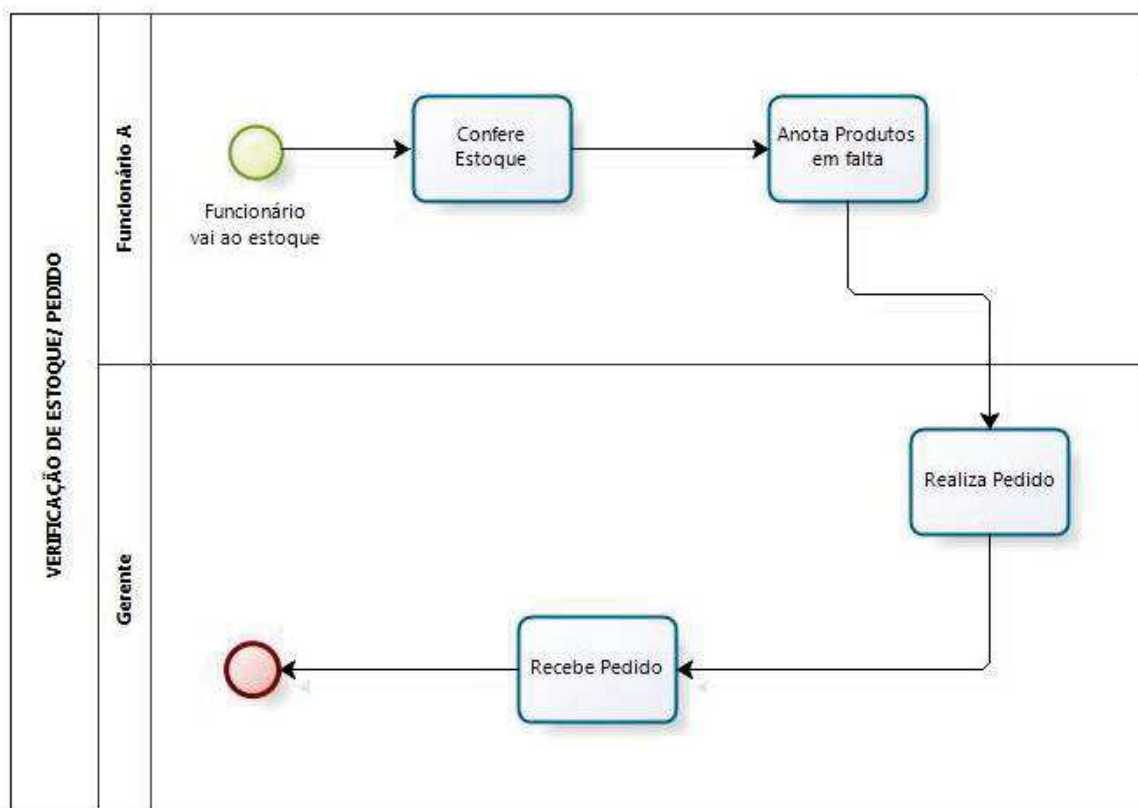 VERIFICAÇÃO DE ESTOQUE/ PEDIDO
Funcionário A
Funcionário
vai ao estoque
Confere
Estoque
Anota Produtos
em falta
Gerente
Realiza Pedido
Recebe Pedido